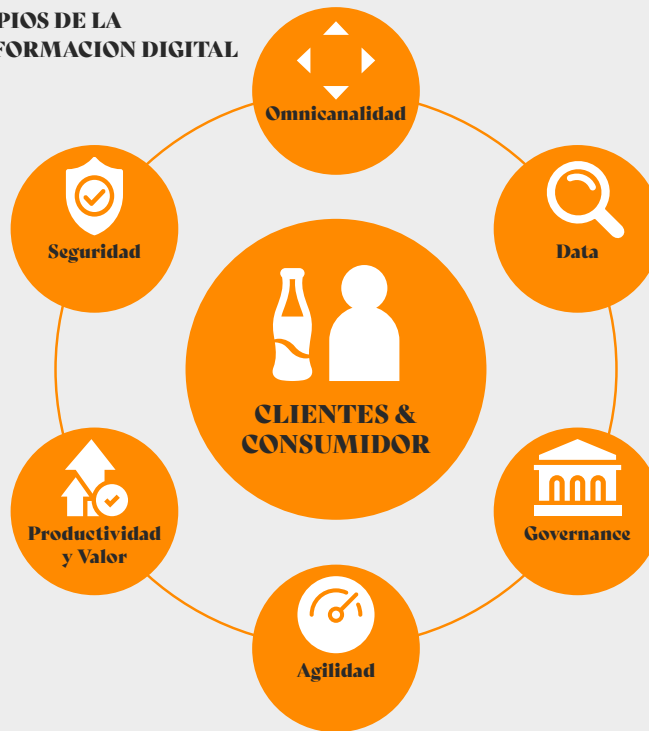 PIOS DE LA
FORMACION DIGITAL
Omnicanalidad
Seguridad
Data
CLIENTES &
CONSUMIDOR
Productividad
y Valor
Governance
Agilidad